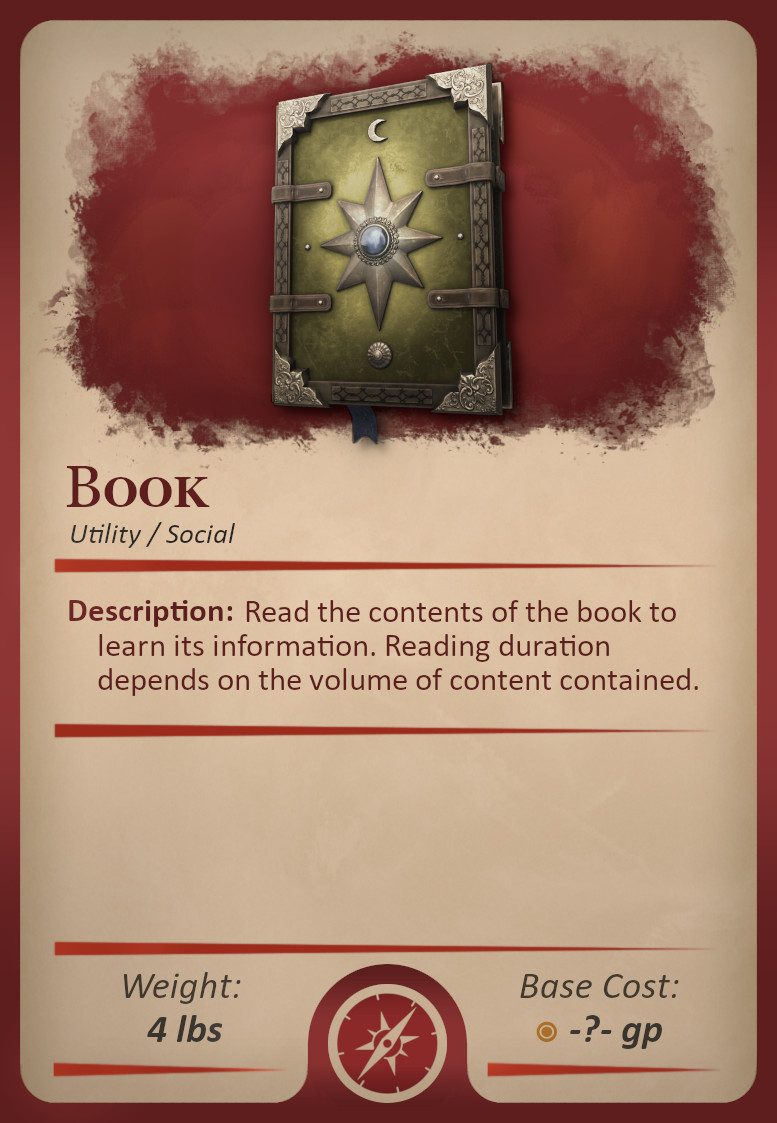 Book
Utility / Social
Description: Read the contents of the book to
learn its information. Reading duration
depends on the volume of content contained.
Weight:
4 lbs
Base Cost:
-?- gp